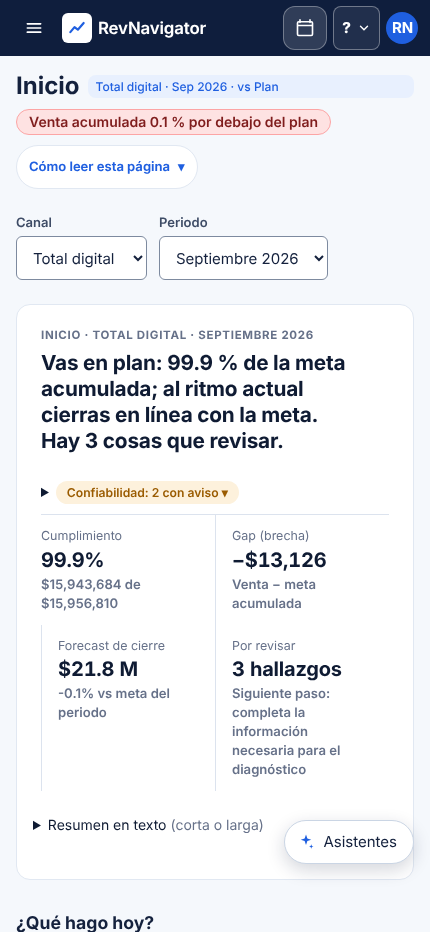 RevNavigator
?
RN
Inicio
Total digital · Sep 2026 · vs Plan
Venta acumulada 0.1 % por debajo del plan
Cómo leer esta página ▾
Canal
Periodo
Total digital
Septiembre 2026
INICIO · TOTAL DIGITAL · SEPTIEMBRE 2026
Vas en plan: 99.9 % de la meta
acumulada; al ritmo actual
cierras en línea con la meta.
Hay 3 cosas que revisar.
▶ Confiabilidad: 2 con aviso ▾
Cumplimiento
99.9%
$15,943,684 de
$15,956,810
Gap (brecha)
−$13,126
Venta − meta
acumulada
Forecast de cierre
$21.8 M
-0.1% vs meta del
periodo
Por revisar
3 hallazgos
Siguiente paso:
completa la
información
necesaria para el
diagnóstico
▶ Resumen en texto (corta o larga)
Asistentes
¿Qué hago hoy?